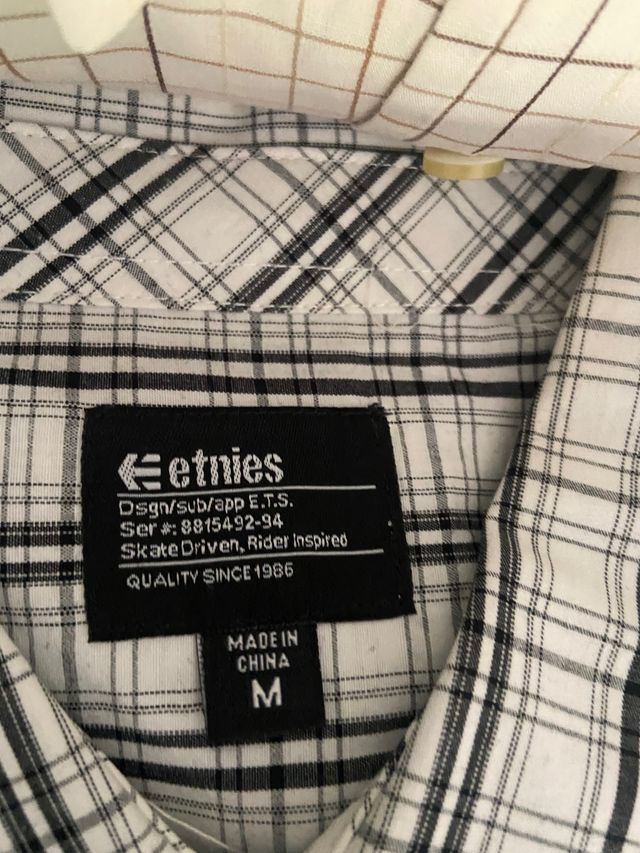 etnies
Dsgn/sub/app E.T.S.
Ser #: 8815492-94
Skate Driven, Rider Inspired
QUALITY SINCE 1986
MADE IN
CHINA
M